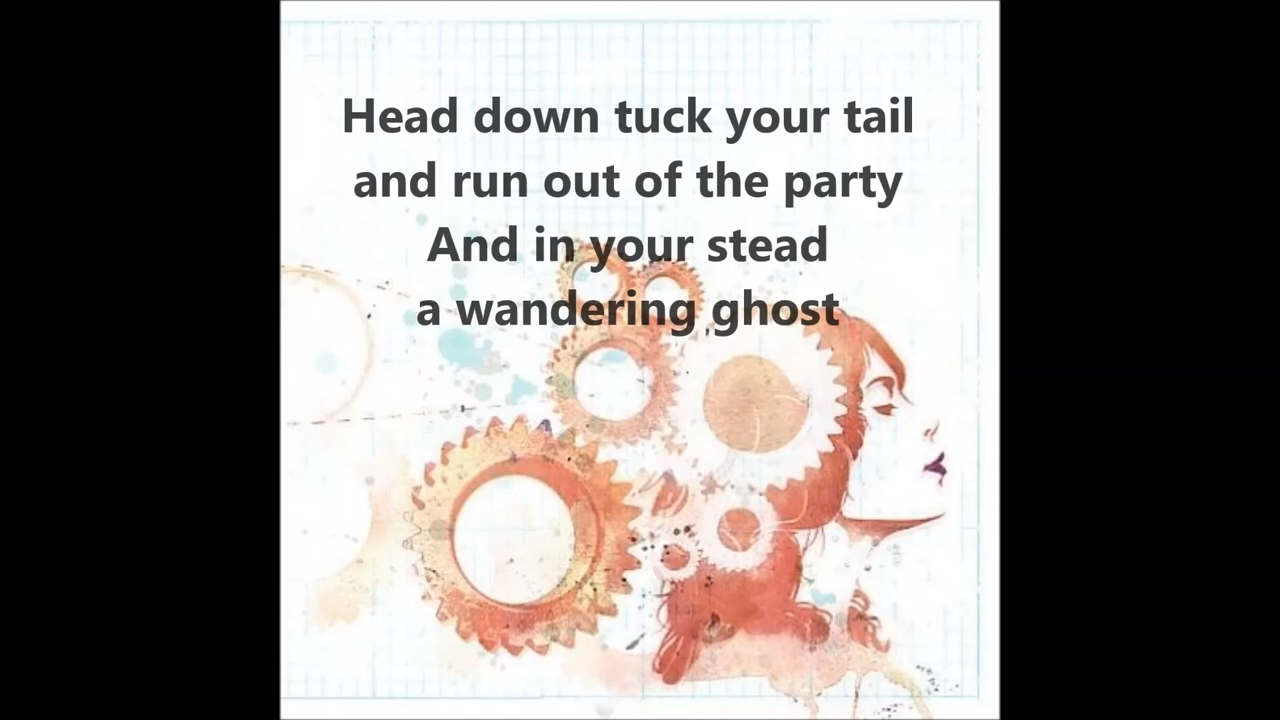 Head down tuck your tail
and run out of the party
And in your stead
a wandering ghost